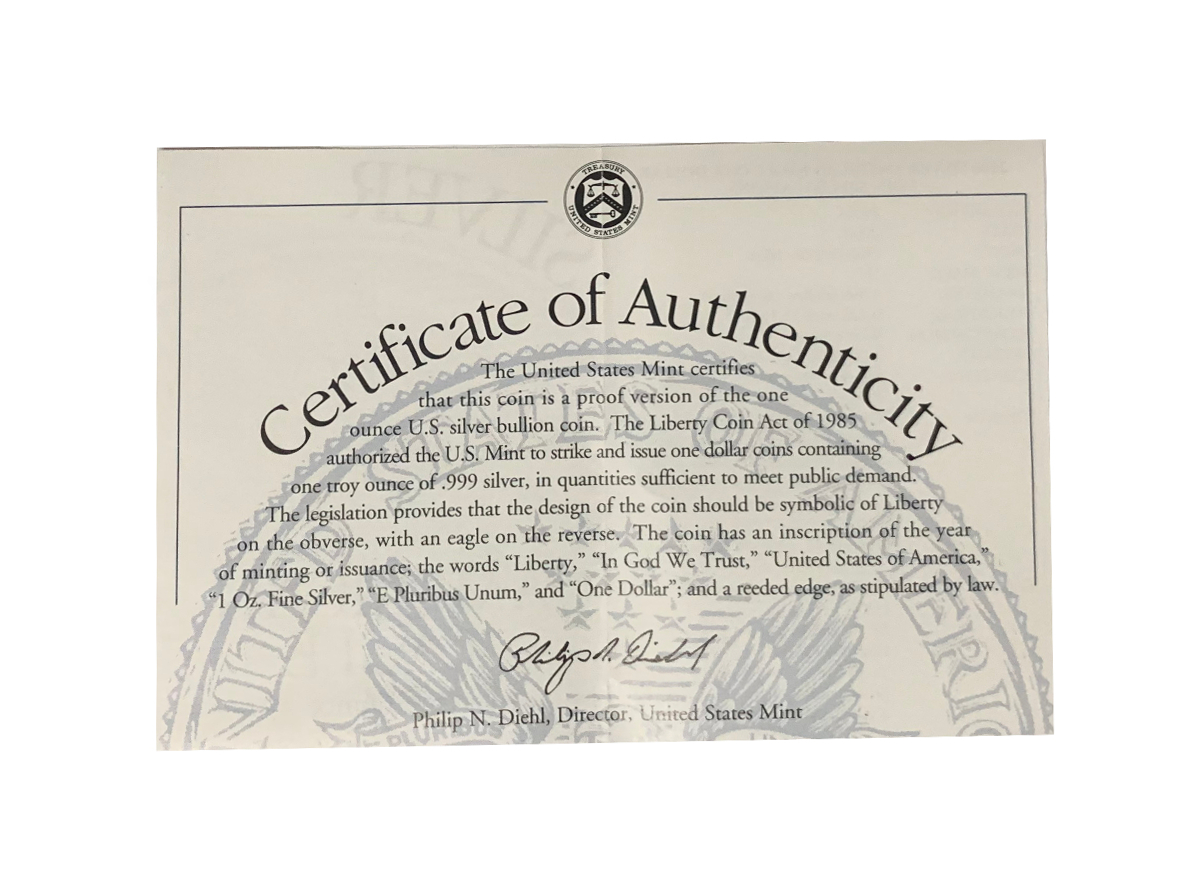 TREASURY
UNITED STATES MINT
SILVER
Certificate of Authenticity
The United States Mint certifies
that this coin is a proof version of the one
ounce U.S. silver bullion coin. The Liberty Coin Act of 1985
authorized the U.S. Mint to strike and issue one dollar coins containing
one troy ounce of .999 silver, in quantities sufficient to meet public demand.
The legislation provides that the design of the coin should be symbolic of Liberty
on the obverse, with an eagle on the reverse. The coin has an inscription of the year
of minting or issuance; the words “Liberty,” “In God We Trust,” “United States of America,”
“1 Oz. Fine Silver,” “E Pluribus Unum,” and “One Dollar”; and a reeded edge, as stipulated by law.
Philip N. Diehl
Philip N. Diehl, Director, United States Mint
UNITED STATES OF AMERIC
E PLURIBUS